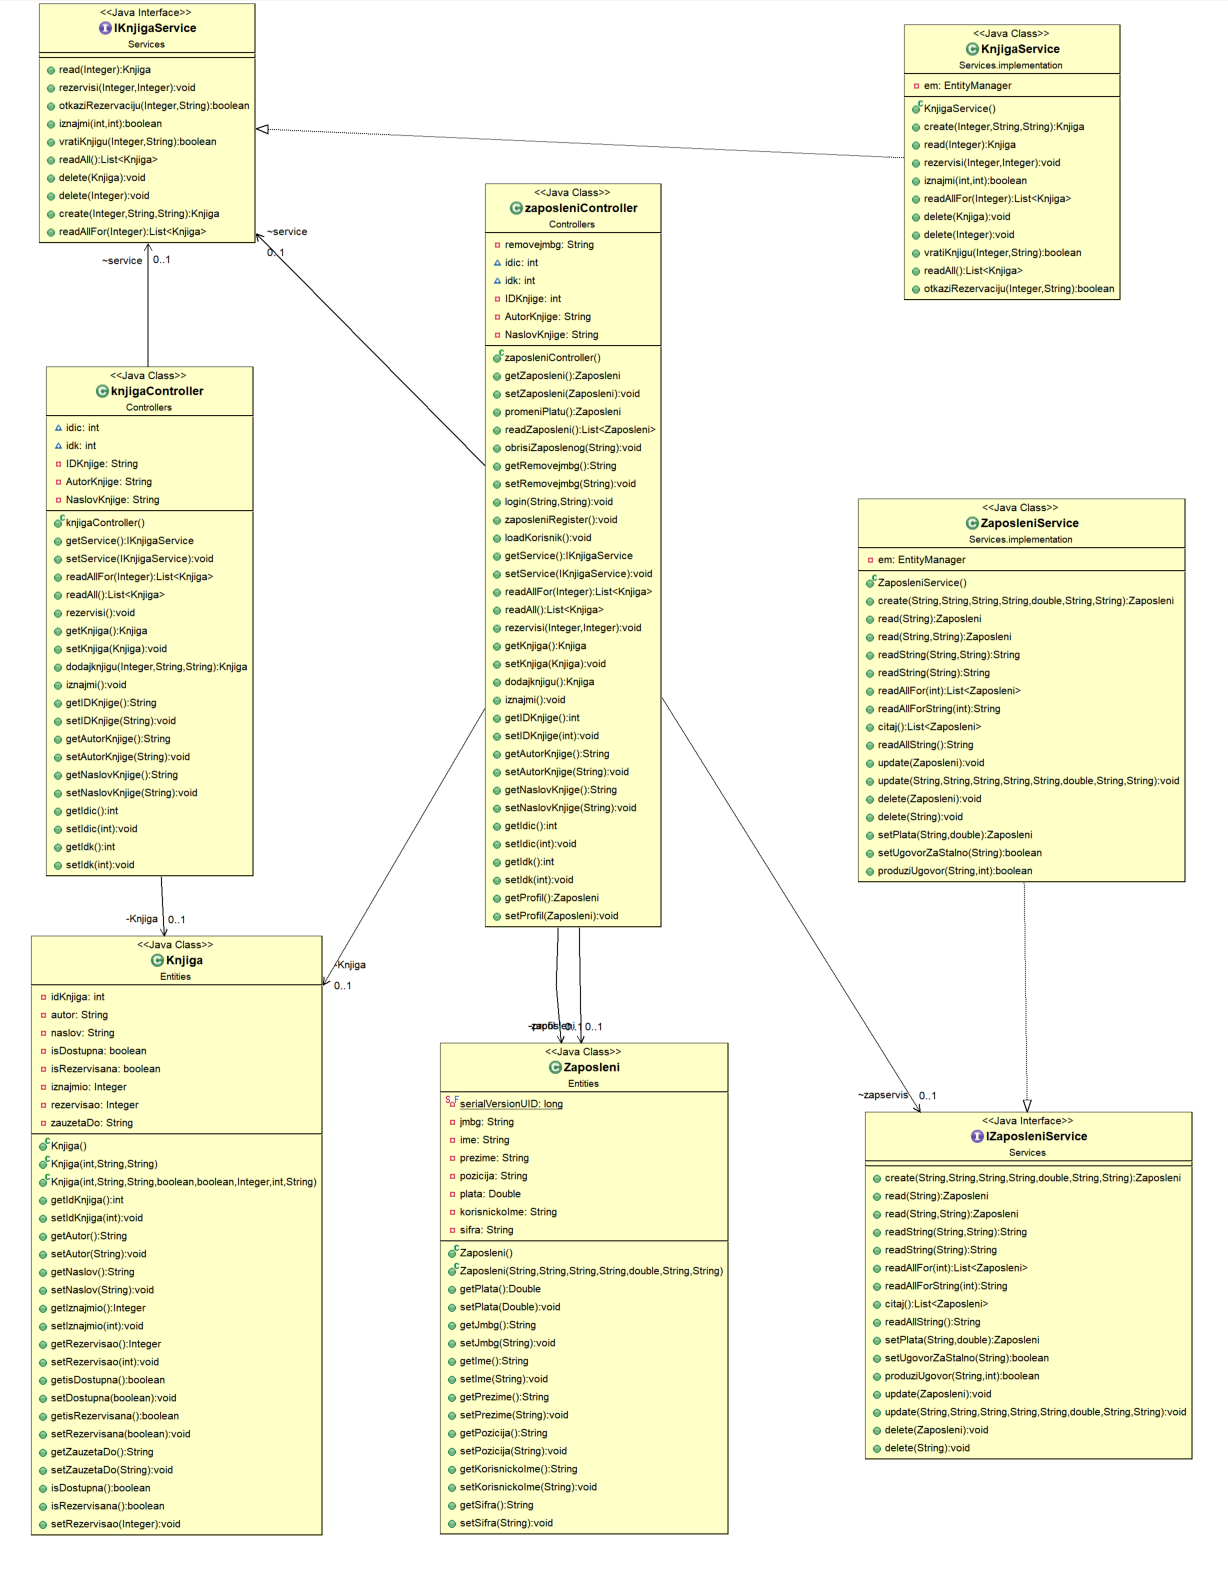 <<Java Interface>>
IKnjigaService
Services
read(Integer):Knjiga
rezervisi(Integer,Integer):void
otkaziRezervaciju(Integer,String):boolean
iznajmi(int,int):boolean
vratiKnjigu(Integer,String):boolean
readAll():List<Knjiga>
delete(Knjiga):void
delete(Integer):void
create(Integer,String,String):Knjiga
readAllFor(Integer):List<Knjiga>
<<Java Class>>
KnjigaService
Services.implementation
em: EntityManager
KnjigaService()
create(Integer,String,String):Knjiga
read(Integer):Knjiga
rezervisi(Integer,Integer):void
iznajmi(int,int):boolean
readAllFor(Integer):List<Knjiga>
delete(Knjiga):void
delete(Integer):void
vratiKnjigu(Integer,String):boolean
readAll():List<Knjiga>
otkaziRezervaciju(Integer,String):boolean
~service
0..1
~service
0..1
<<Java Class>>
zaposleniController
Controllers
removejmbg: String
idic: int
idk: int
IDKnjige: int
AutorKnjige: String
NaslovKnjige: String
zaposleniController()
getZaposleni():Zaposleni
setZaposleni(Zaposleni):void
promeniPlatu():Zaposleni
readZaposleni():List<Zaposleni>
obrisiZaposlenog(String):void
getRemovejmbg():String
setRemovejmbg(String):void
login(String,String):void
zaposleniRegister():void
loadKorisnik():void
getService():IKnjigaService
setService(IKnjigaService):void
readAllFor(Integer):List<Knjiga>
readAll():List<Knjiga>
rezervisi(Integer,Integer):void
getKnjiga():Knjiga
setKnjiga(Knjiga):void
dodajknjigu():Knjiga
iznajmi():void
getIDKnjige():int
setIDKnjige(int):void
getAutorKnjige():String
setAutorKnjige(String):void
getNaslovKnjige():String
setNaslovKnjige(String):void
getIdic():int
setIdic(int):void
getIdk():int
setIdk(int):void
getProfil():Zaposleni
setProfil(Zaposleni):void
<<Java Class>>
knjigaController
Controllers
idic: int
idk: int
IDKnjige: String
AutorKnjige: String
NaslovKnjige: String
knjigaController()
getService():IKnjigaService
setService(IKnjigaService):void
readAllFor(Integer):List<Knjiga>
readAll():List<Knjiga>
rezervisi():void
getKnjiga():Knjiga
setKnjiga(Knjiga):void
dodajknjigu(Integer,String,String):Knjiga
iznajmi():void
getIDKnjige():String
setIDKnjige(String):void
getAutorKnjige():String
setAutorKnjige(String):void
getNaslovKnjige():String
setNaslovKnjige(String):void
getIdic():int
setIdic(int):void
getIdk():int
setIdk(int):void
<<Java Class>>
ZaposleniService
Services.implementation
em: EntityManager
ZaposleniService()
create(String,String,String,String,double,String,String):Zaposleni
read(String):Zaposleni
read(String,String):Zaposleni
readString(String,String):String
readString(String):String
readAllFor(int):List<Zaposleni>
readAllForString(int):String
citaj():List<Zaposleni>
readAllString():String
update(Zaposleni):void
update(String,String,String,String,String,double,String,String):void
delete(Zaposleni):void
delete(String):void
setPlata(String,double):Zaposleni
setUgovorZaStalno(String):boolean
produziUgovor(String,int):boolean
-Knjiga
0..1
-Knjiga
0..1
0..1
~zapservis
0..1
<<Java Class>>
Knjiga
Entities
idKnjiga: int
autor: String
naslov: String
isDostupna: boolean
isRezervisana: boolean
iznajmio: Integer
rezervisao: Integer
zauzetaDo: String
Knjiga()
Knjiga(int,String,String)
Knjiga(int,String,String,boolean,boolean,Integer,int,String)
getIdKnjiga():int
setIdKnjiga(int):void
getAutor():String
setAutor(String):void
getNaslov():String
setNaslov(String):void
getIznajmio():Integer
setIznajmio(int):void
getRezervisao():Integer
setRezervisao(int):void
getisDostupna():boolean
setDostupna(boolean):void
getisRezervisana():boolean
setRezervisana(boolean):void
getZauzetaDo():String
setZauzetaDo(String):void
isDostupna():boolean
isRezervisana():boolean
setRezervisao(Integer):void
<<Java Class>>
Zaposleni
Entities
serialVersionUID: long
jmbg: String
ime: String
prezime: String
pozicija: String
plata: Double
korisnickoIme: String
sifra: String
Zaposleni()
Zaposleni(String,String,String,String,double,String,String)
getPlata():Double
setPlata(Double):void
getJmbg():String
setJmbg(String):void
getIme():String
setIme(String):void
getPrezime():String
setPrezime(String):void
getPozicija():String
setPozicija(String):void
getKorisnickoIme():String
setKorisnickoIme(String):void
getSifra():String
setSifra(String):void
<<Java Interface>>
IZaposleniService
Services
create(String,String,String,String,double,String,String):Zaposleni
read(String):Zaposleni
read(String,String):Zaposleni
readString(String,String):String
readString(String):String
readAllFor(int):List<Zaposleni>
readAllForString(int):String
citaj():List<Zaposleni>
readAllString():String
setPlata(String,double):Zaposleni
setUgovorZaStalno(String):boolean
produziUgovor(String,int):boolean
update(Zaposleni):void
update(String,String,String,String,String,double,String,String):void
delete(Zaposleni):void
delete(String):void